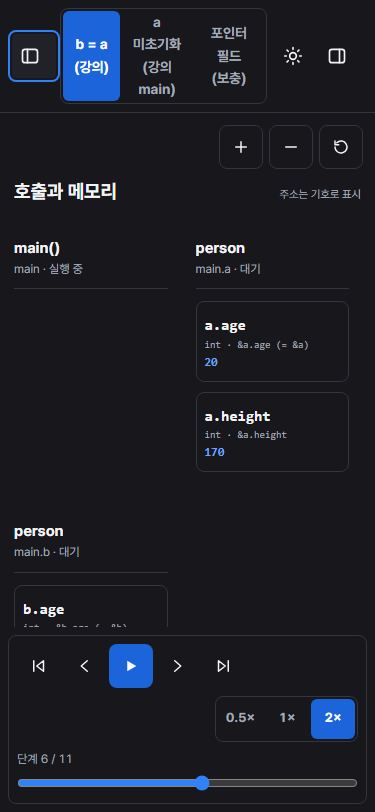 b = a
(강의)
a
미초기화
(강의
main)
포인터
필드
(보충)
호출과 메모리
주소는 기호로 표시
main()
main · 실행 중
person
main.a · 대기
a.age
int · &a.age (= &a)
20
a.height
int · &a.height
170
person
main.b · 대기
b.age
0.5×
1×
2×
단계 6 / 11